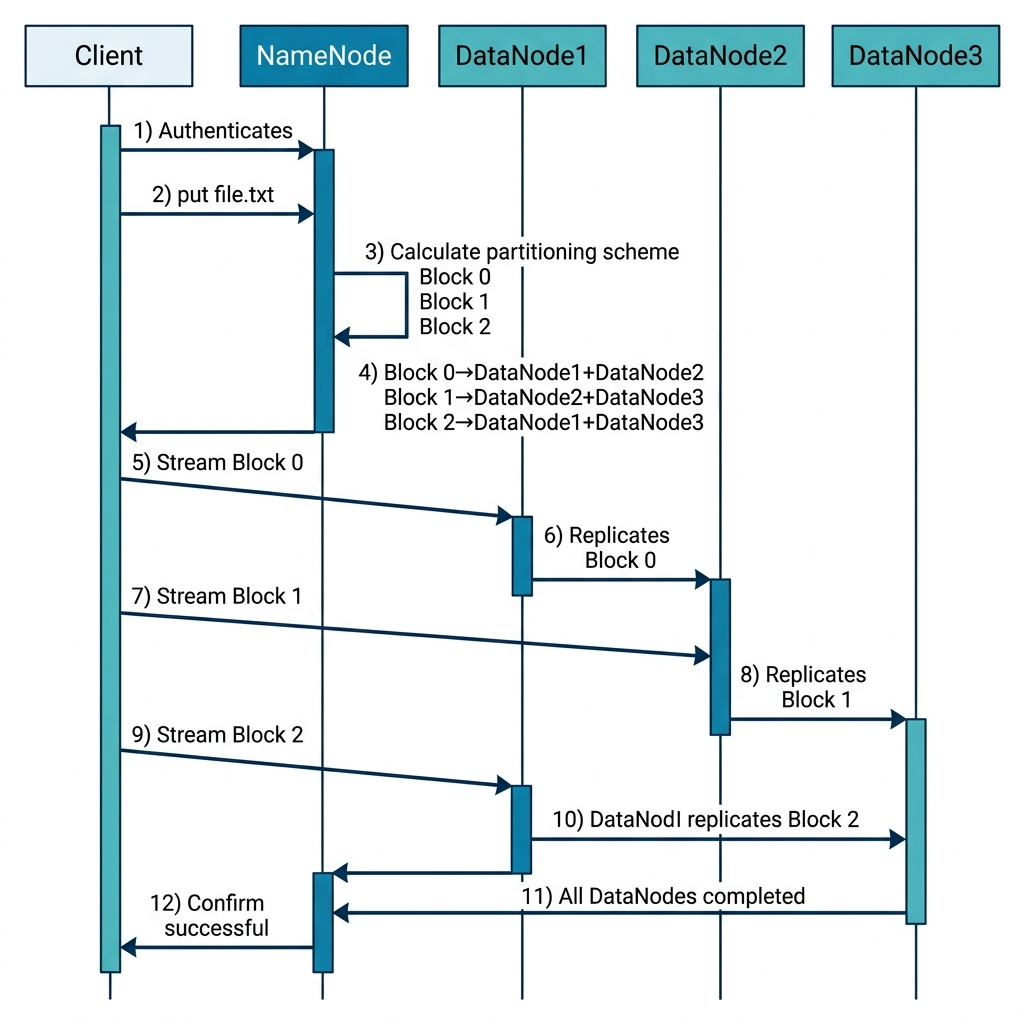 Client
NameNode
DataNode1
DataNode2
DataNode3
1) Authenticates
2) put file.txt
3) Calculate partitioning scheme
Block 0
Block 1
Block 2
4) Block 0→DataNode1+DataNode2
Block 1→DataNode2+DataNode3
Block 2→DataNode1+DataNode3
5) Stream Block 0
6) Replicates
Block 0
7) Stream Block 1
8) Replicates
Block 1
9) Stream Block 2
10) DataNodl replicates Block 2
11) All DataNodes completed
12) Confirm
successful